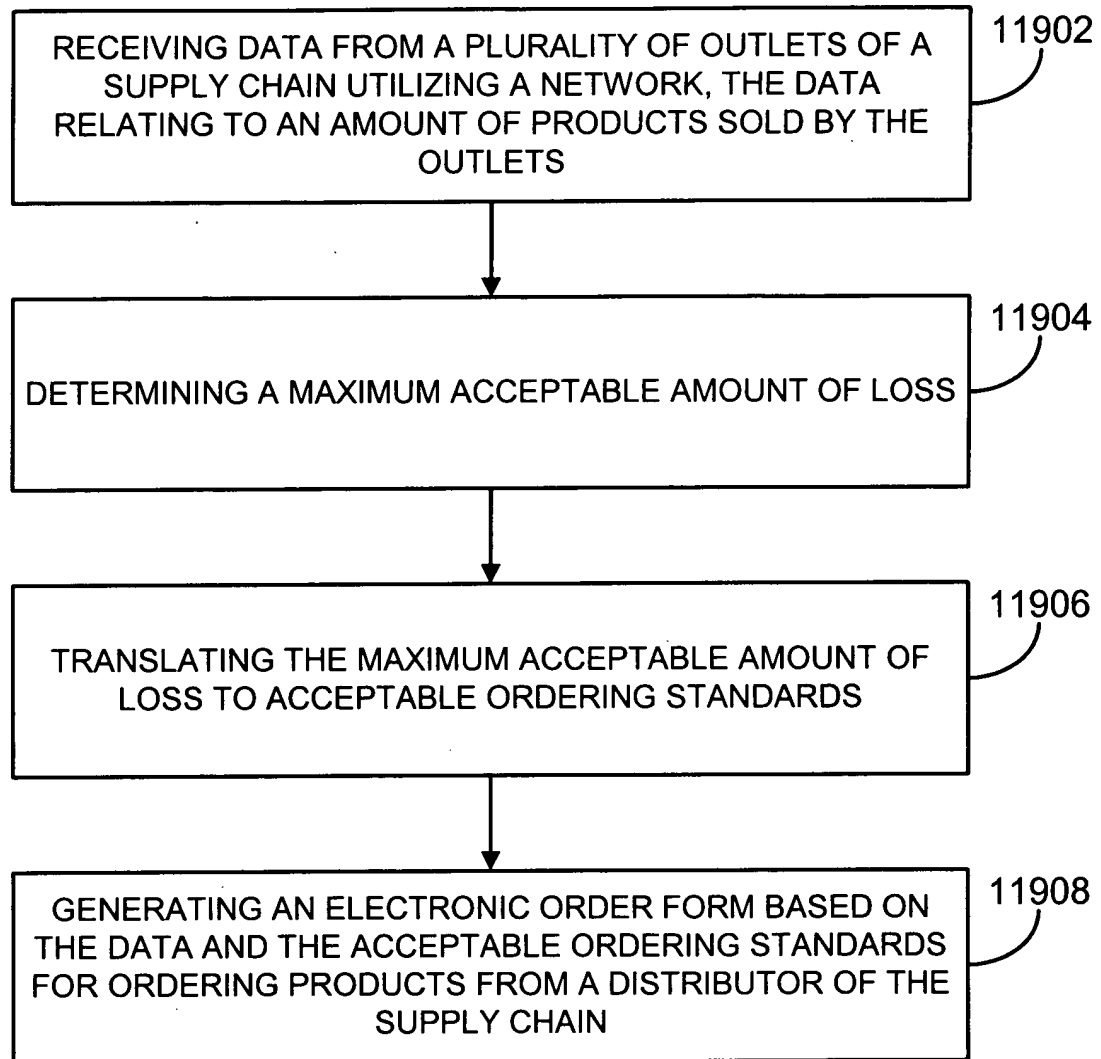 RECEIVING DATA FROM A PLURALITY OF OUTLETS OF A
SUPPLY CHAIN UTILIZING A NETWORK, THE DATA
RELATING TO AN AMOUNT OF PRODUCTS SOLD BY THE
OUTLETS
11902
DETERMINING A MAXIMUM ACCEPTABLE AMOUNT OF LOSS
11904
TRANSLATING THE MAXIMUM ACCEPTABLE AMOUNT OF
LOSS TO ACCEPTABLE ORDERING STANDARDS
11906
GENERATING AN ELECTRONIC ORDER FORM BASED ON
THE DATA AND THE ACCEPTABLE ORDERING STANDARDS
FOR ORDERING PRODUCTS FROM A DISTRIBUTOR OF THE
SUPPLY CHAIN
11908